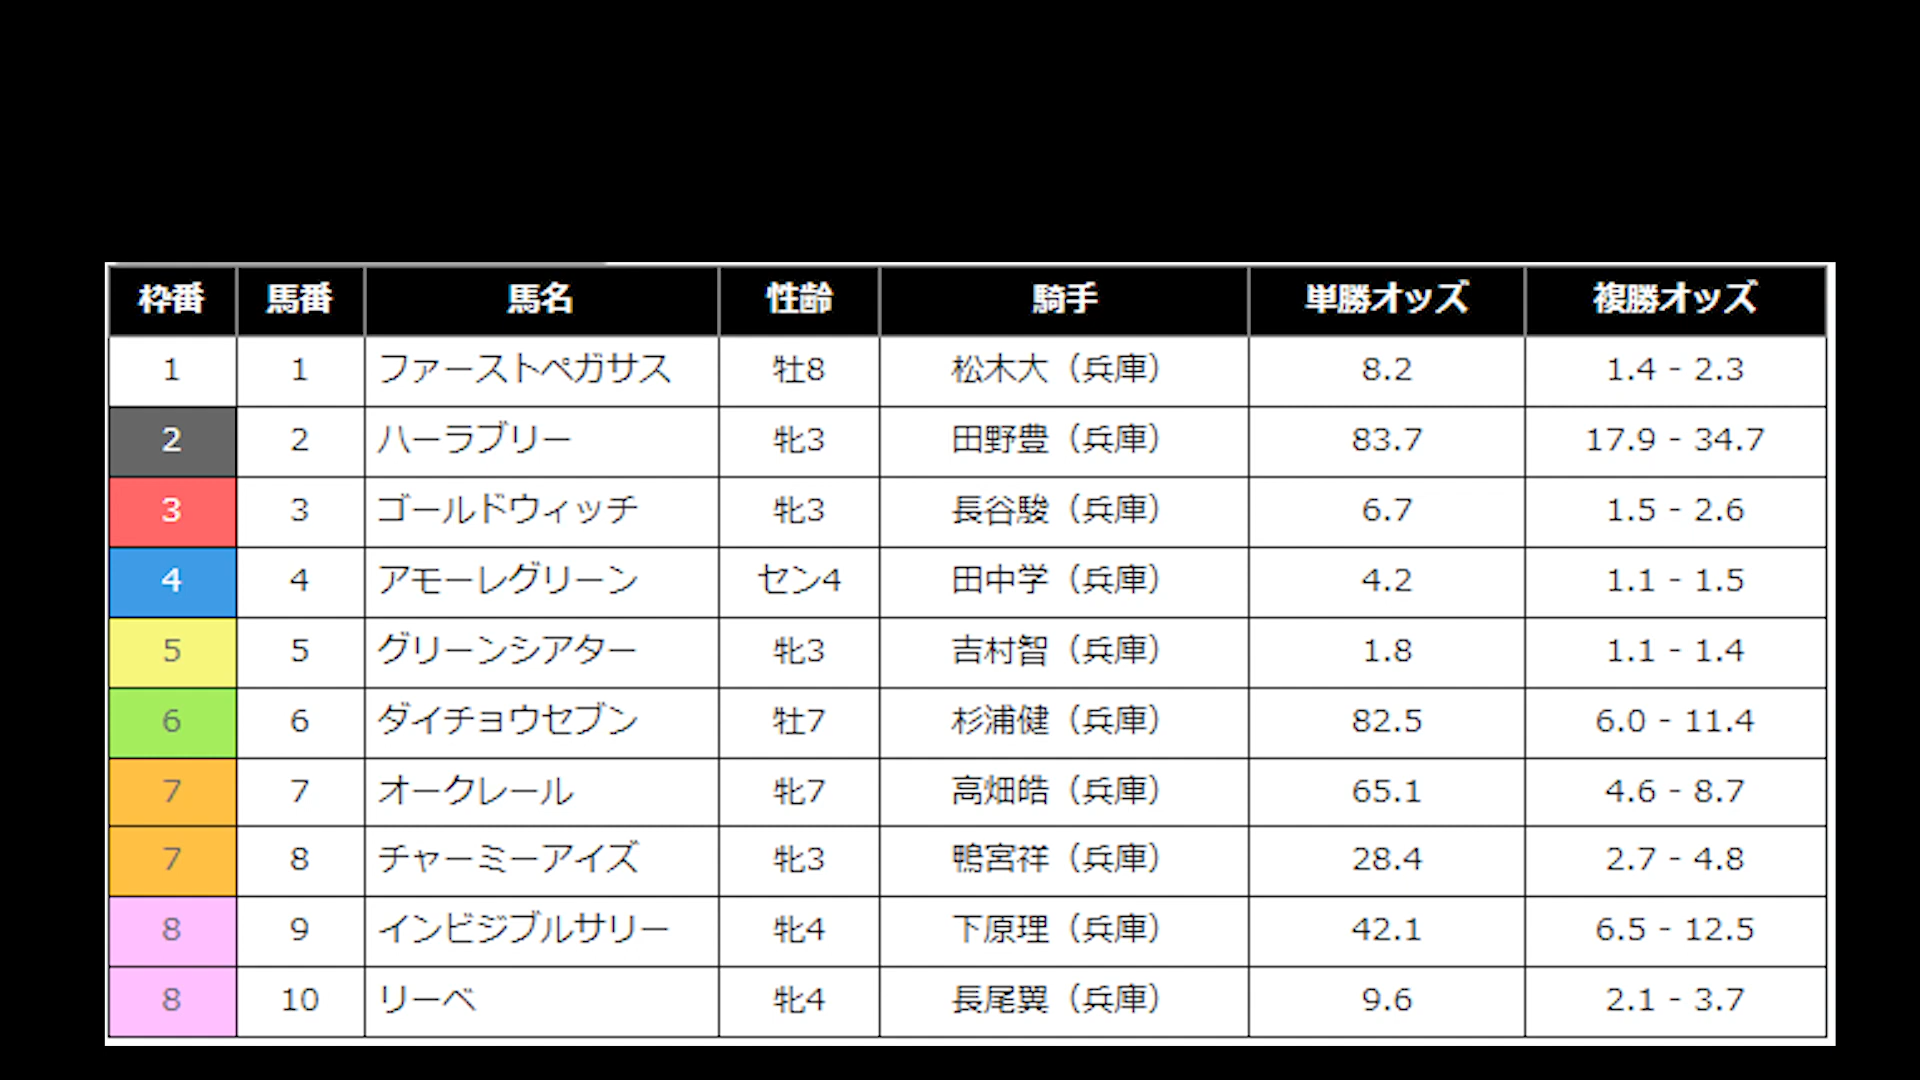 枠番 馬番 馬名 性齢 騎手 単勝オッズ 複勝オッズ
1 1 ファーストペガサス 牡8 松木大（兵庫） 8.2 1.4 - 2.3
2 2 ハーラブリー 牝3 田野豊（兵庫） 83.7 17.9 - 34.7
3 3 ゴールドウィッチ 牝3 長谷駿（兵庫） 6.7 1.5 - 2.6
4 4 アモーレグリーン セン4 田中学（兵庫） 4.2 1.1 - 1.5
5 5 グリーンシアター 牝3 吉村智（兵庫） 1.8 1.1 - 1.4
6 6 ダイチョウセブン 牡7 杉浦健（兵庫） 82.5 6.0 - 11.4
7 7 オークレール 牝7 高畑皓（兵庫） 65.1 4.6 - 8.7
7 8 チャーミーアイズ 牝3 鴨宮祥（兵庫） 28.4 2.7 - 4.8
8 9 インビジブルサリー 牝4 下原理（兵庫） 42.1 6.5 - 12.5
8 10 リーベ 牝4 長尾翼（兵庫） 9.6 2.1 - 3.7